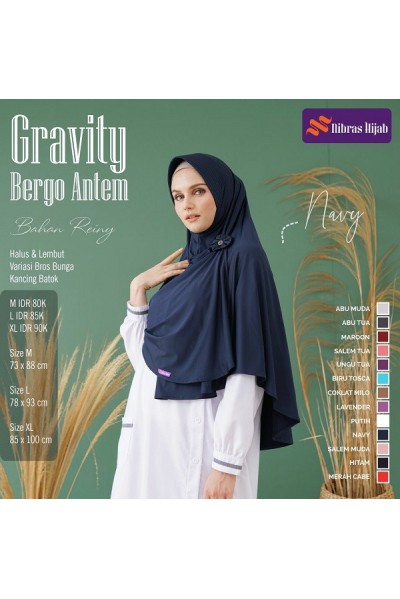 Gravity
Bergo Antem
Bahan Reiny
Halus & Lembut
Variasi Bros Bunga
Kancing Batok
M IDR 80K
L IDR 85K
XL IDR 90K
Size M
73 x 88 cm
Size L
78 x 93 cm
Size XL
85 x 100 cm
Nibras Hijab
Navy
ABU MUDA
ABU TUA
MAROON
SALEM TUA
UNGU TUA
BIRU TOSCA
COKLAT MILO
LAVENDER
PUTIH
NAVY
SALEM MUDA
HITAM
MERAH CABE